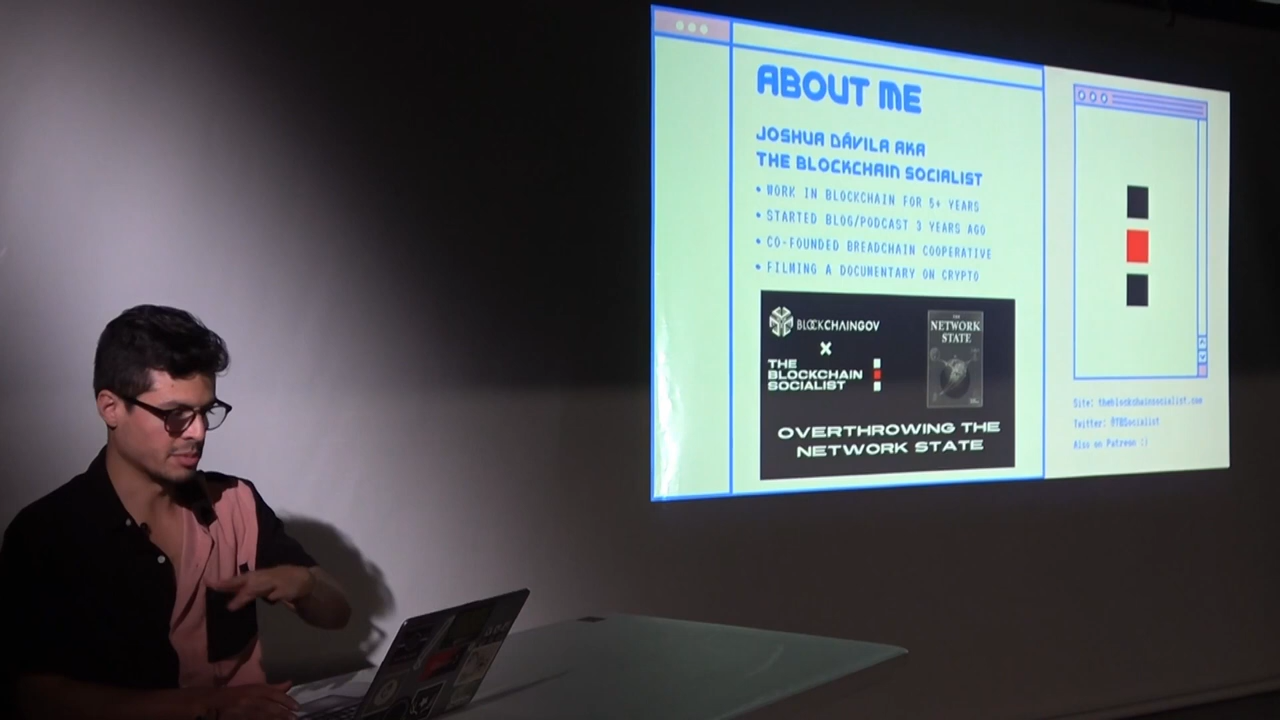 ABOUT ME
JOSHUA DÁVILA AKA
THE BLOCKCHAIN SOCIALIST
• WORK IN BLOCKCHAIN FOR 5+ YEARS
• STARTED BLOG/PODCAST 3 YEARS AGO
• CO-FOUNDED BREADCHAIN COOPERATIVE
• FILMING A DOCUMENTARY ON CRYPTO
BLOCKCHAINGOV
X
THE
BLOCKCHAIN
SOCIALIST
THE
NETWORK
STATE
OVERTHROWING THE
NETWORK STATE
Site: theblockchainsocialist.com
Twitter: @TBSocialist
Also on Patreon :)